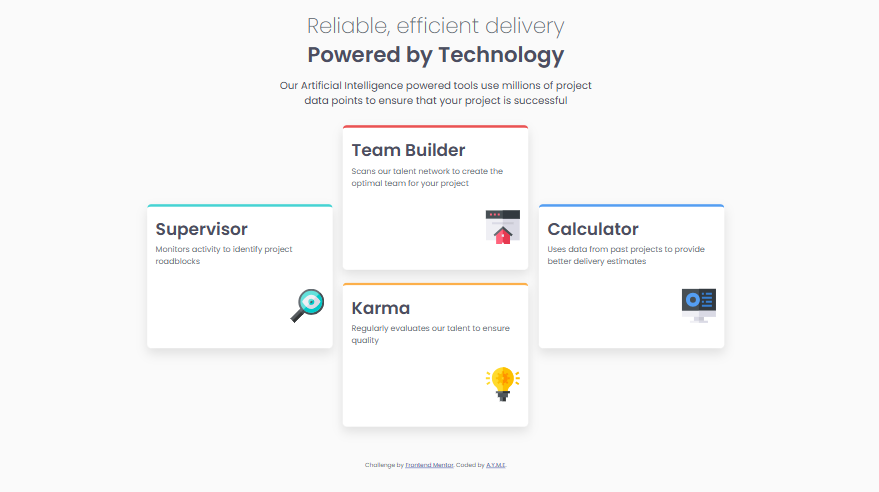 Reliable, efficient delivery
Powered by Technology
Our Artificial Intelligence powered tools use millions of project
data points to ensure that your project is successful
Supervisor
Monitors activity to identify project
roadblocks
Team Builder
Scans our talent network to create the
optimal team for your project
Karma
Regularly evaluates our talent to ensure
quality
Calculator
Uses data from past projects to provide
better delivery estimates
Challenge by Frontend Mentor. Coded by A.Y.M.E.